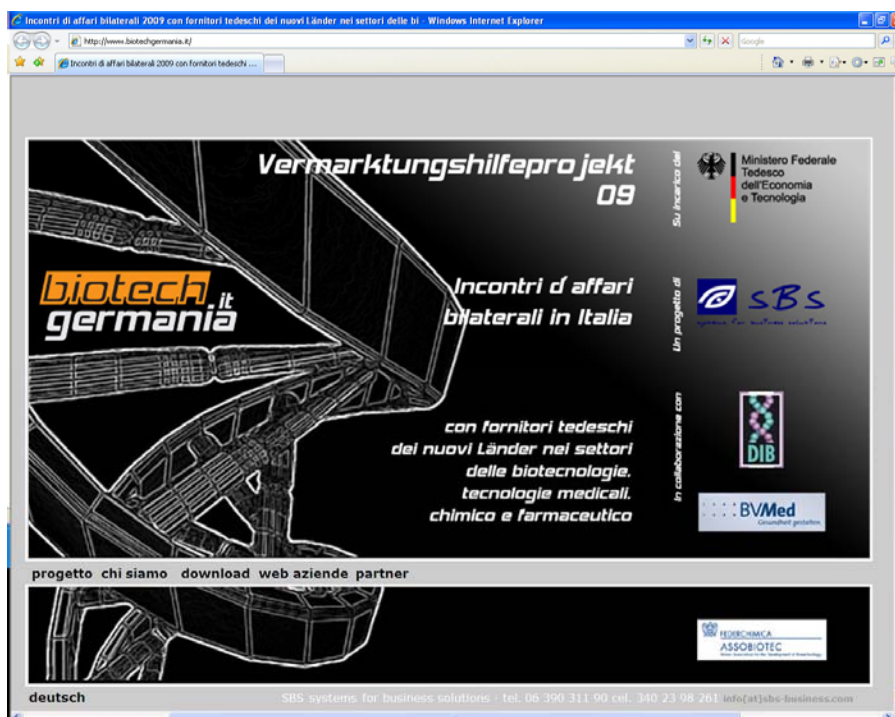 Incontri di affari bilaterali 2009 con fornitori tedeschi dei nuovi Länder nei settori delle bi - Windows Internet Explorer
http://www.biotechgermania.it/
Google
Incontri di affari bilaterali 2009 con fornitori tedeschi ...
Vermarktungshilfeprojekt
09
Su incarico del
Ministero Federale
Tedesco
dell'Economia
e Tecnologia
biotech
.it
germania
Incontri d'affari
bilaterali in Italia
Un progetto di
SBS
systems for business solutions
con fornitori tedeschi
dei nuovi Länder nei settori
delle biotecnologie,
tecnologie medicali,
chimico e farmaceutico
In collaborazione con
DIB
BVMed
Gesundheit gestalten.
progetto chi siamo download web aziende partner
FEDERCHIMICA
ASSOBIOTEC
deutsch
SBS systems for business solutions - tel. 06 390 311 90 cel. 340 23 98 261 info[at]sbs-business.com